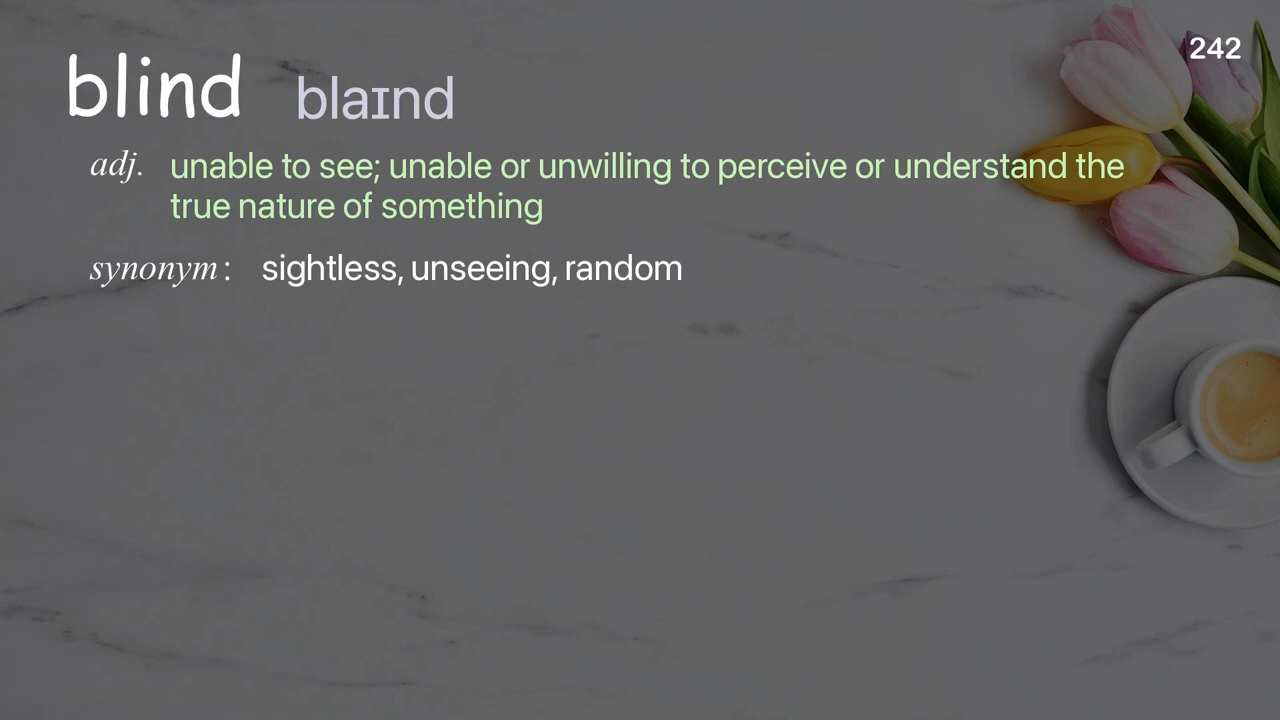 242
blind blaɪnd
adj. unable to see; unable or unwilling to perceive or understand the
true nature of something
synonym: sightless, unseeing, random